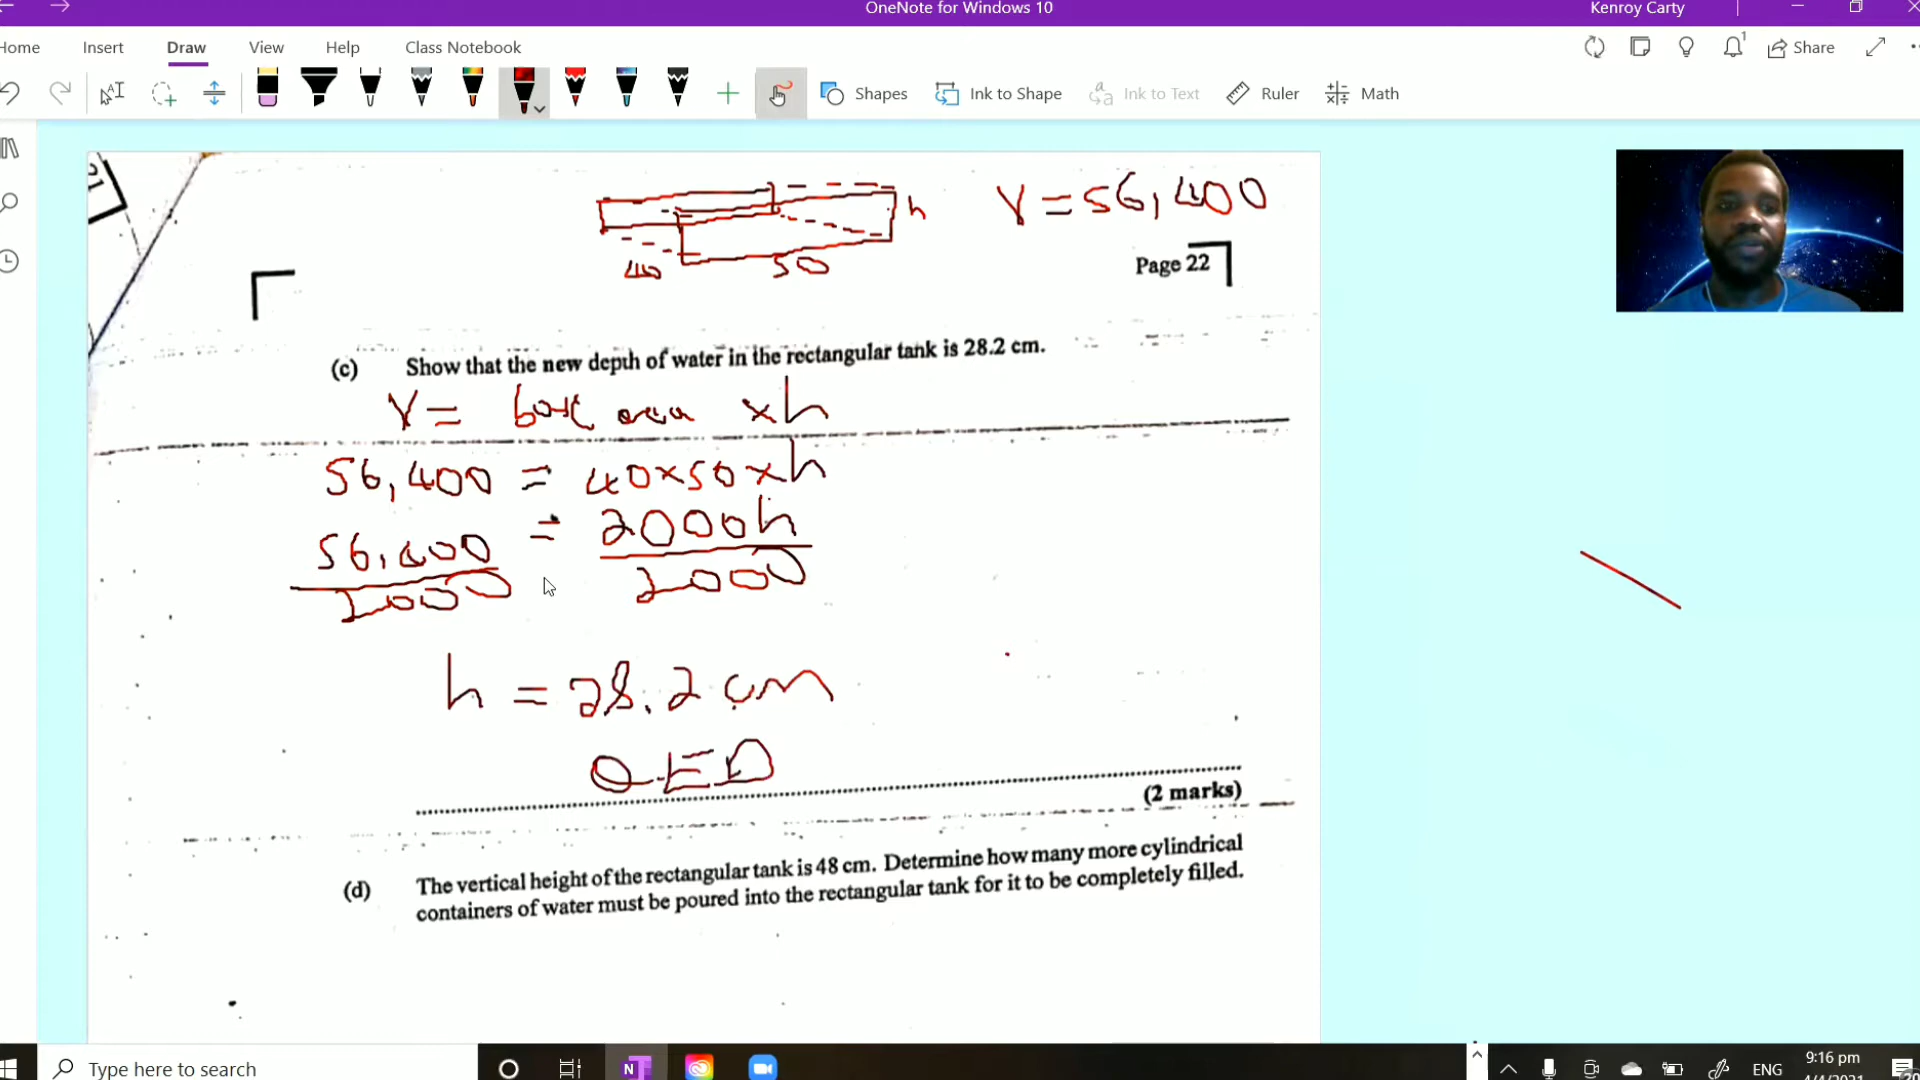 OneNote for Windows 10
Kenroy Carty
Home Insert Draw View Help Class Notebook
Share
Shapes Ink to Shape Ink to Text Ruler Math
h
V = 56,400
40 50
Page 22
(c) Show that the new depth of water in the rectangular tank is 28.2 cm.
V = base area × h
56,400 = 40×50×h
56,400 = 2000h
2000 2000
h = 28.2 cm
QED
(2 marks)
(d) The vertical height of the rectangular tank is 48 cm. Determine how many more cylindrical
containers of water must be poured into the rectangular tank for it to be completely filled.
Type here to search
ENG
9:16 pm
4/4/2021